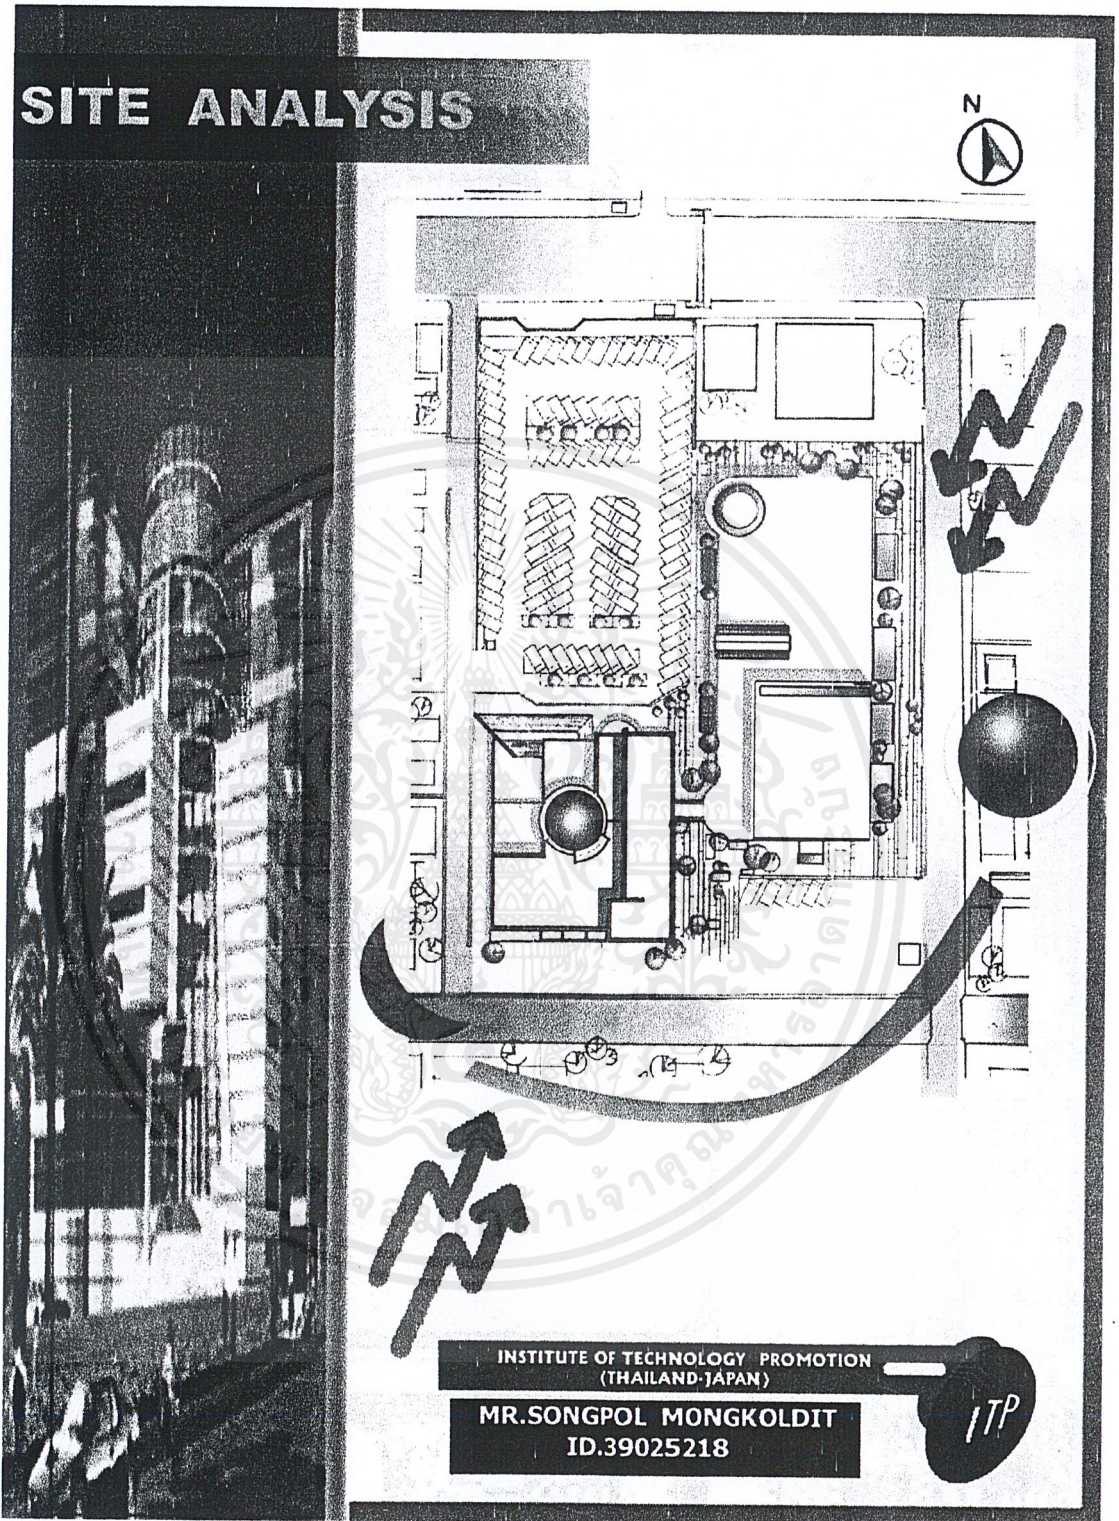 SITE ANALYSIS
N
INSTITUTE OF TECHNOLOGY PROMOTION
(THAILAND-JAPAN)
ITP
MR.SONGPOL MONGKOLDIT
ID.39025218